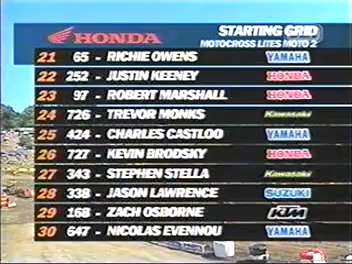 HONDA
STARTING GRID
MOTOCROSS LITES MOTO 2
21 65 - RICHIE OWENS YAMAHA
22 252 - JUSTIN KEENEY HONDA
23 97 - ROBERT MARSHALL HONDA
24 726 - TREVOR MONKS Kawasaki
25 424 - CHARLES CASTLOO YAMAHA
26 727 - KEVIN BRODSKY HONDA
27 343 - STEPHEN STELLA Kawasaki
28 338 - JASON LAWRENCE SUZUKI
29 168 - ZACH OSBORNE KTM
30 647 - NICOLAS EVENNOU YAMAHA